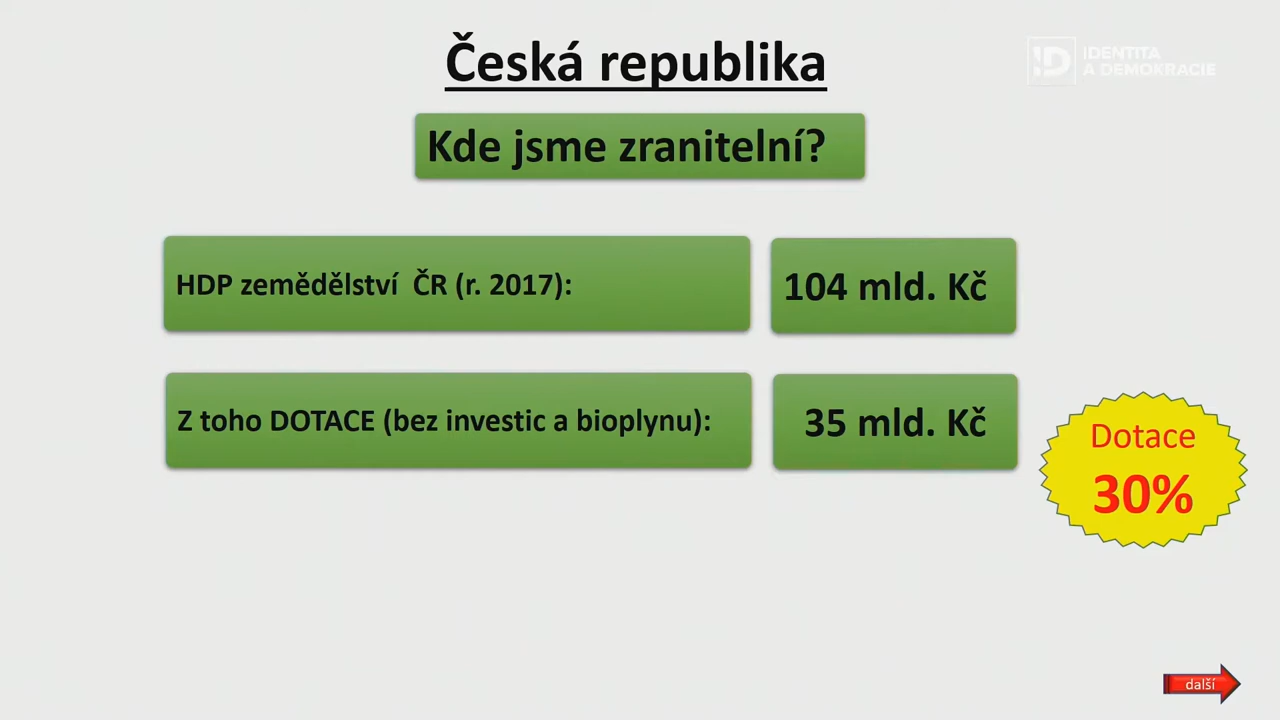 Česká republika
IDENTITA
A DEMOKRACIE
Kde jsme zranitelní?
HDP zemědělství ČR (r. 2017):
104 mld. Kč
Z toho DOTACE (bez investic a bioplynu):
35 mld. Kč
Dotace
30%
další